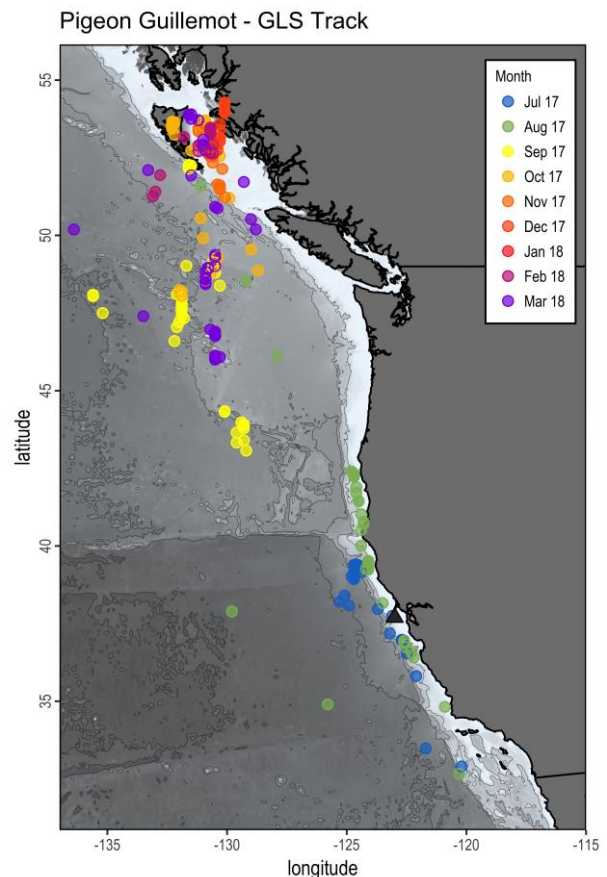 Pigeon Guillemot - GLS Track
Month
Jul 17
Aug 17
Sep 17
Oct 17
Nov 17
Dec 17
Jan 18
Feb 18
Mar 18
55
50
45
40
35
latitude
-135
-130
-125
-120
-115
longitude